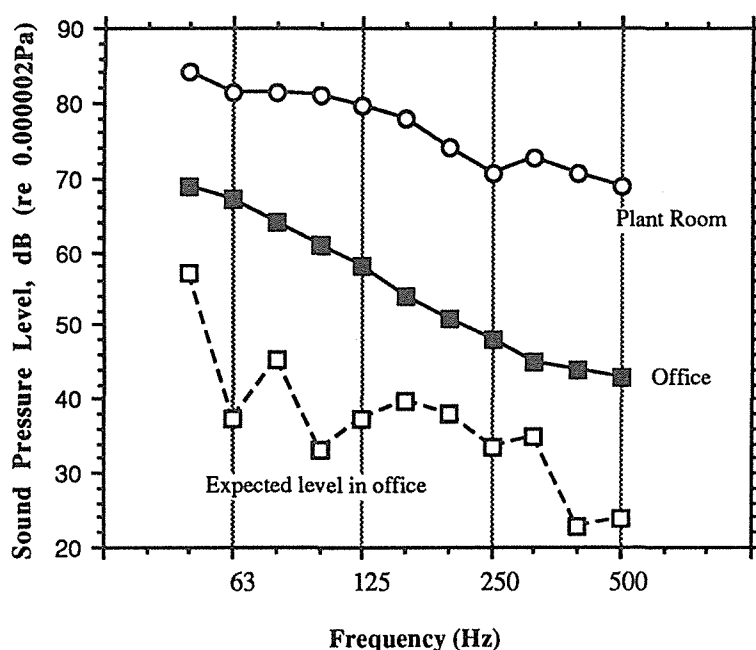 90
80
70
60
50
40
30
20
Sound Pressure Level, dB (re 0.000002Pa)
Plant Room
Office
Expected level in office
63 125 250 500
Frequency (Hz)